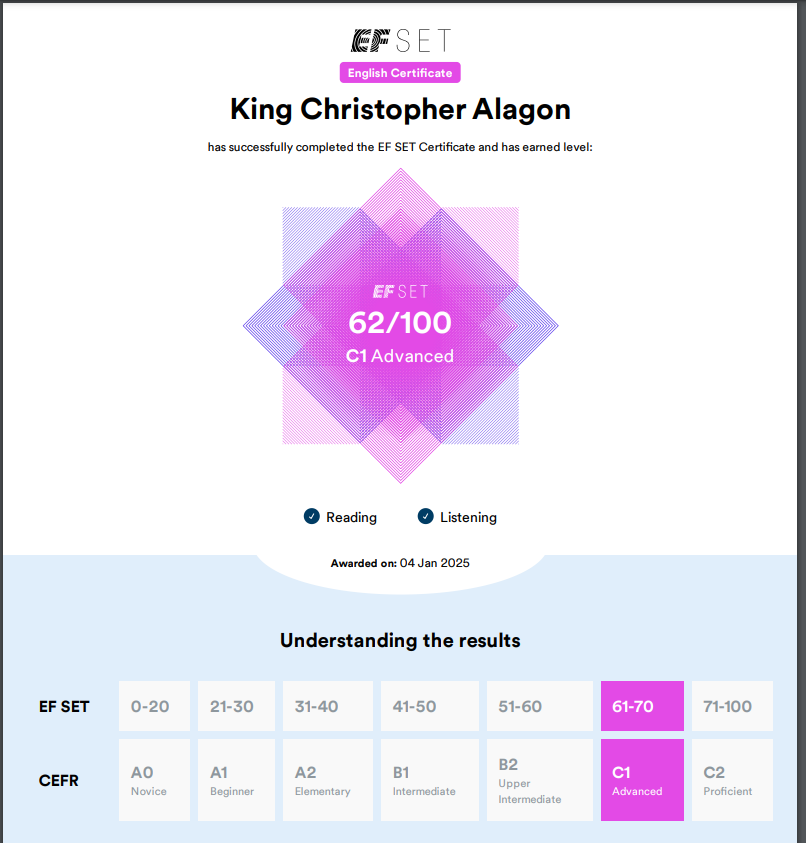 EF SET
English Certificate
King Christopher Alagon
has successfully completed the EF SET Certificate and has earned level:
EF SET
62/100
C1 Advanced
Reading
Listening
Awarded on: 04 Jan 2025
Understanding the results
EF SET 0-20 21-30 31-40 41-50 51-60 61-70 71-100
CEFR
A0 Novice
A1 Beginner
A2 Elementary
B1 Intermediate
B2 Upper
Intermediate
C1 Advanced
C2 Proficient